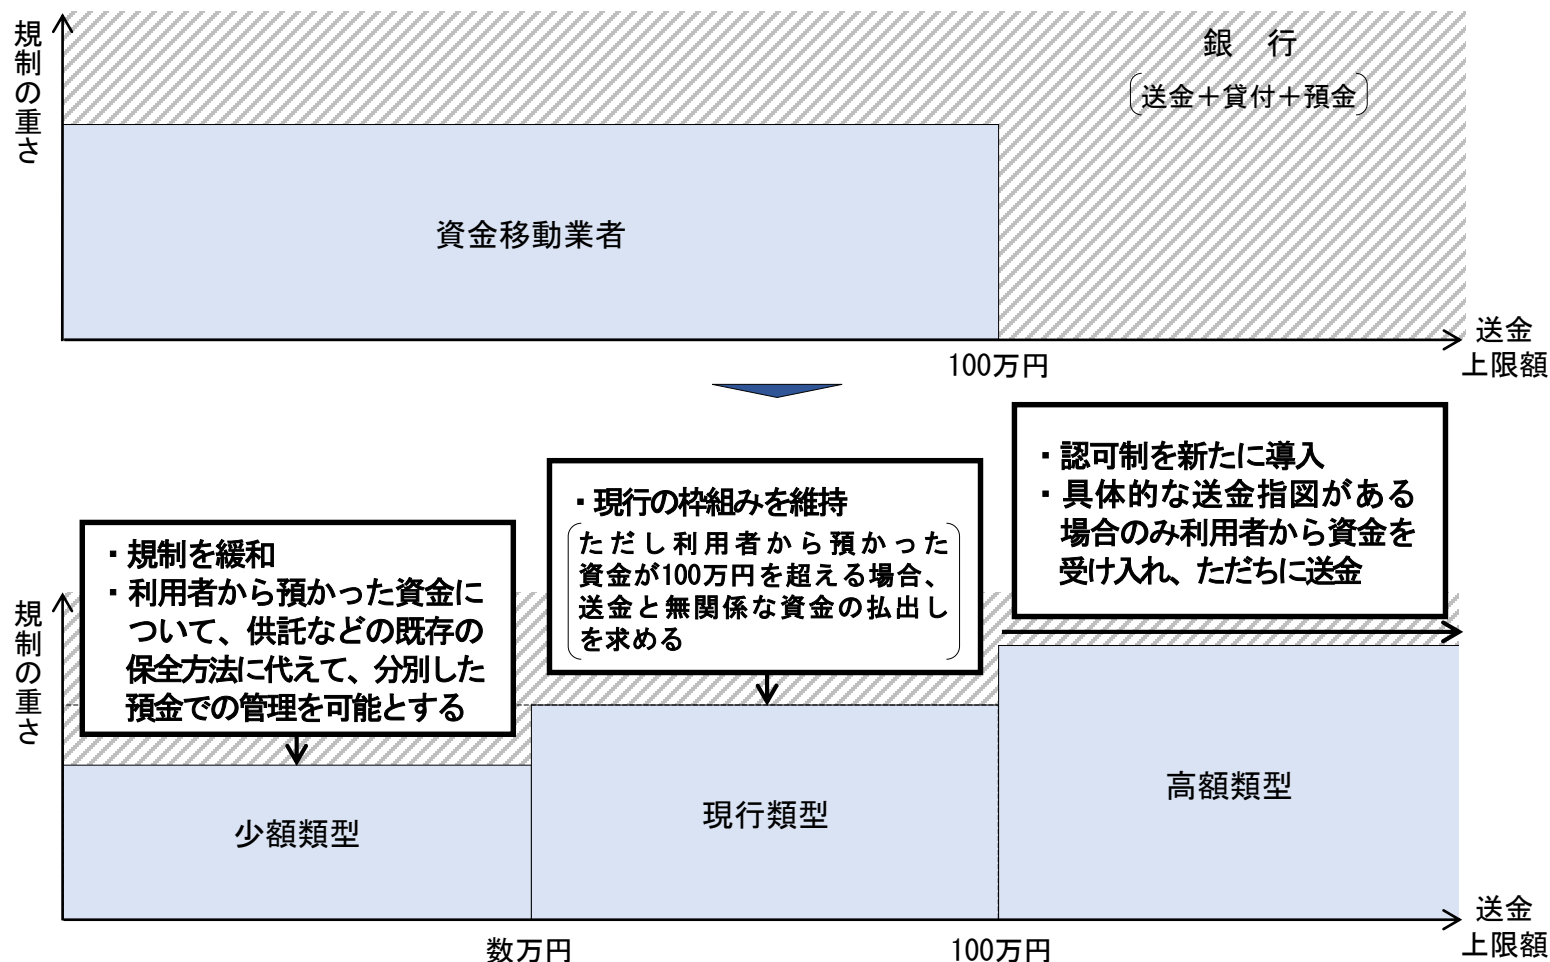 規制の重さ
銀　行
送金＋貸付＋預金
資金移動業者
100万円
送金
上限額
・認可制を新たに導入
・具体的な送金指図がある
場合のみ利用者から資金を
受け入れ、ただちに送金
・現行の枠組みを維持
ただし利用者から預かった
資金が100万円を超える場合、
送金と無関係な資金の払出し
を求める
・規制を緩和
・利用者から預かった資金に
ついて、供託などの既存の
保全方法に代えて、分別した
預金での管理を可能とする
規制の重さ
少額類型
現行類型
高額類型
数万円
100万円
送金
上限額